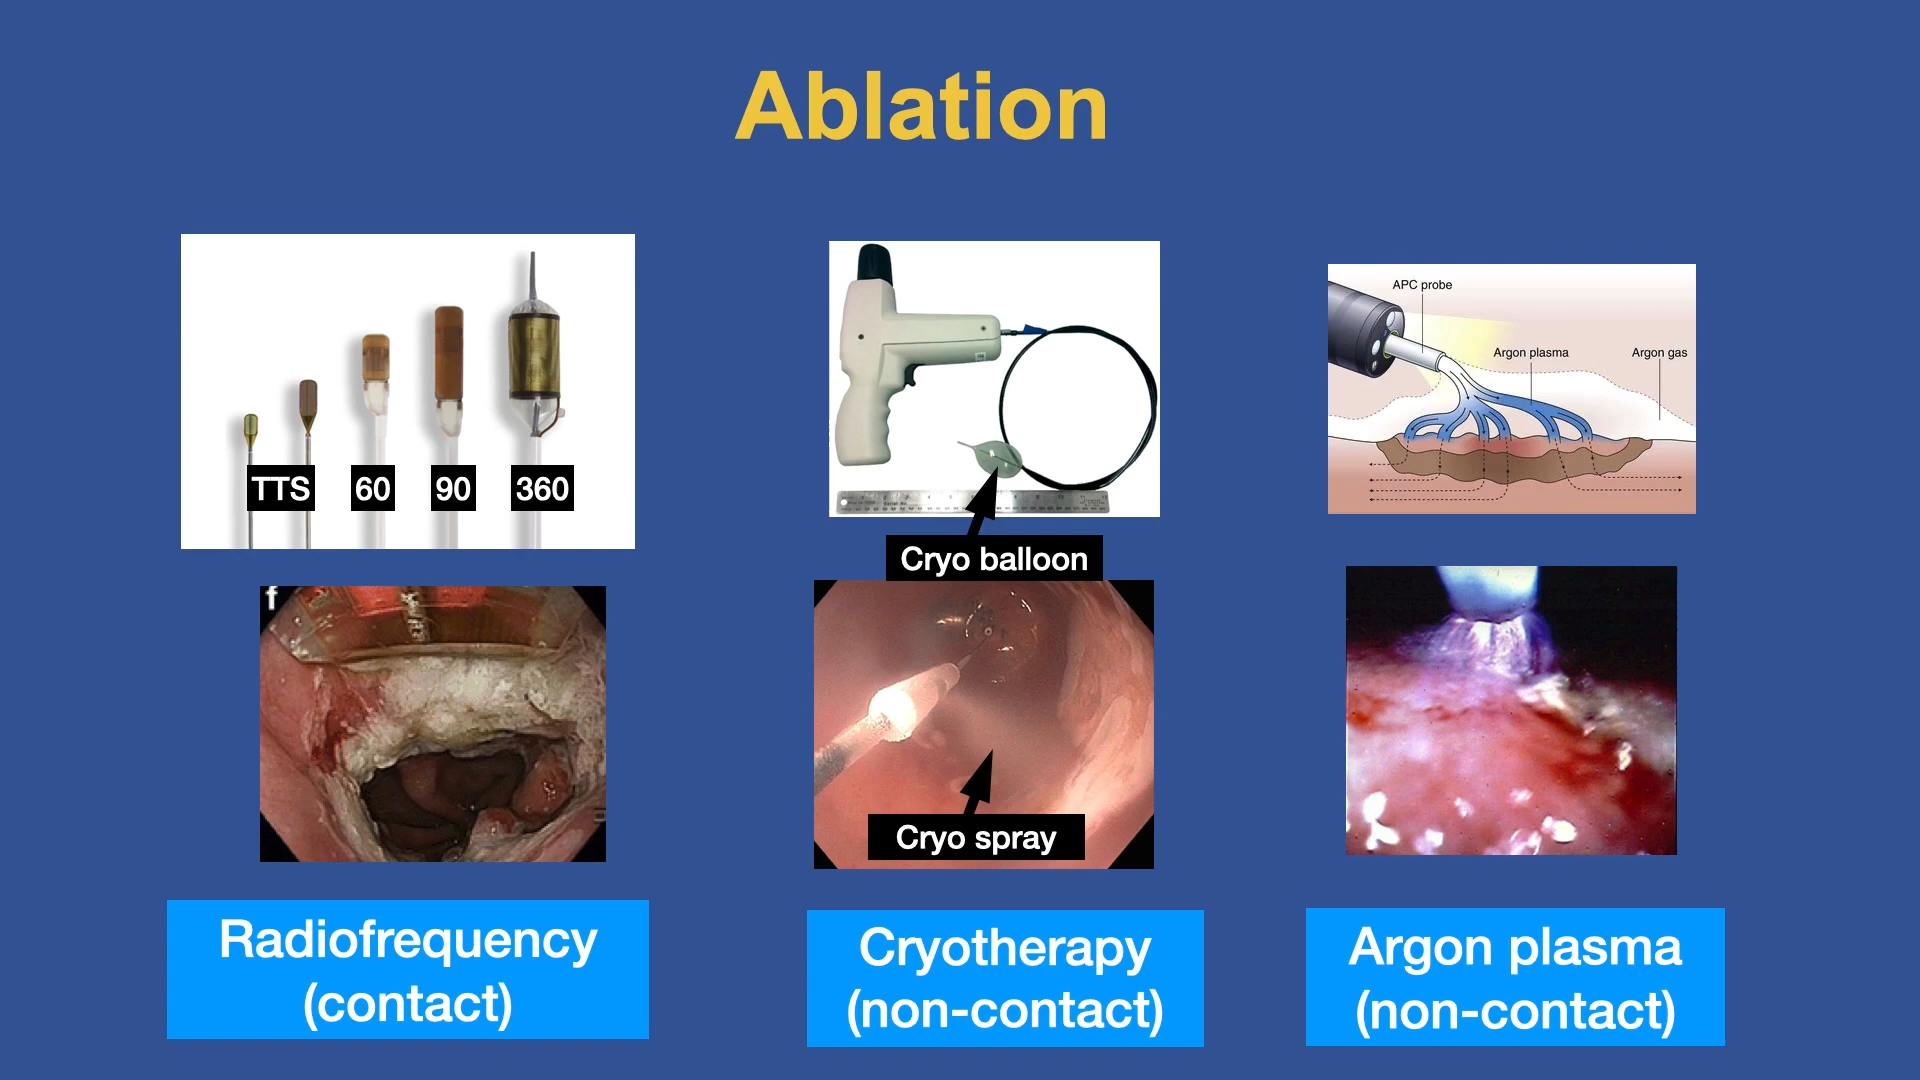 Ablation
TTS
60
90
360
Cryo balloon
APC probe
Argon plasma
Argon gas
f
Cryo spray
Radiofrequency
(contact)
Cryotherapy
(non-contact)
Argon plasma
(non-contact)